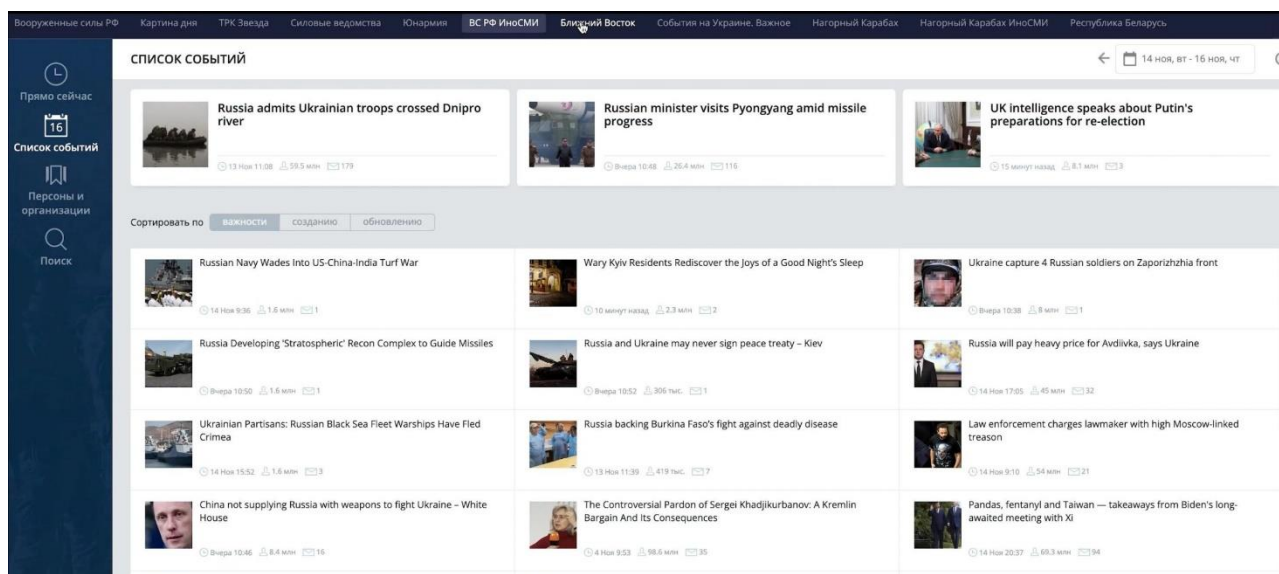 Вооруженные силы РФ Картина дня ТРК Звезда Силовые ведомства Юнармия ВС РФ ИноСМИ Ближний Восток События на Украине. Важное Нагорный Карабах Нагорный Карабах ИноСМИ Республика Беларусь
СПИСОК СОБЫТИЙ
14 ноя, вт - 16 ноя, чт
Прямо сейчас
16
Список событий
Персоны и
организации
Поиск
Russia admits Ukrainian troops crossed Dnipro
river
13 Ноя 11:08 59.5 млн 179
Russian minister visits Pyongyang amid missile
progress
Вчера 10:48 26.4 млн 116
UK intelligence speaks about Putin's
preparations for re-election
15 минут назад 8.1 млн 3
Сортировать по важности созданию обновлению
Russian Navy Wades Into US-China-India Turf War
14 Ноя 9:36 1.6 млн 1
Wary Kyiv Residents Rediscover the Joys of a Good Night's Sleep
10 минут назад 2.3 млн 2
Ukraine capture 4 Russian soldiers on Zaporizhzhia front
Вчера 10:38 8 млн 1
Russia Developing 'Stratospheric' Recon Complex to Guide Missiles
Вчера 10:50 1.6 млн 1
Russia and Ukraine may never sign peace treaty – Kiev
Вчера 10:52 306 тыс. 1
Russia will pay heavy price for Avdiivka, says Ukraine
14 Ноя 17:05 45 млн 32
Ukrainian Partisans: Russian Black Sea Fleet Warships Have Fled
Crimea
14 Ноя 15:52 1.6 млн 3
Russia backing Burkina Faso's fight against deadly disease
13 Ноя 11:39 419 тыс. 7
Law enforcement charges lawmaker with high Moscow-linked
treason
14 Ноя 9:10 54 млн 21
China not supplying Russia with weapons to fight Ukraine – White
House
Вчера 10:46 8.4 млн 16
The Controversial Pardon of Sergei Khadjikurbanov: A Kremlin
Bargain And Its Consequences
4 Ноя 9:53 98.6 млн 35
Pandas, fentanyl and Taiwan — takeaways from Biden's long-
awaited meeting with Xi
14 Ноя 20:37 69.3 млн 94